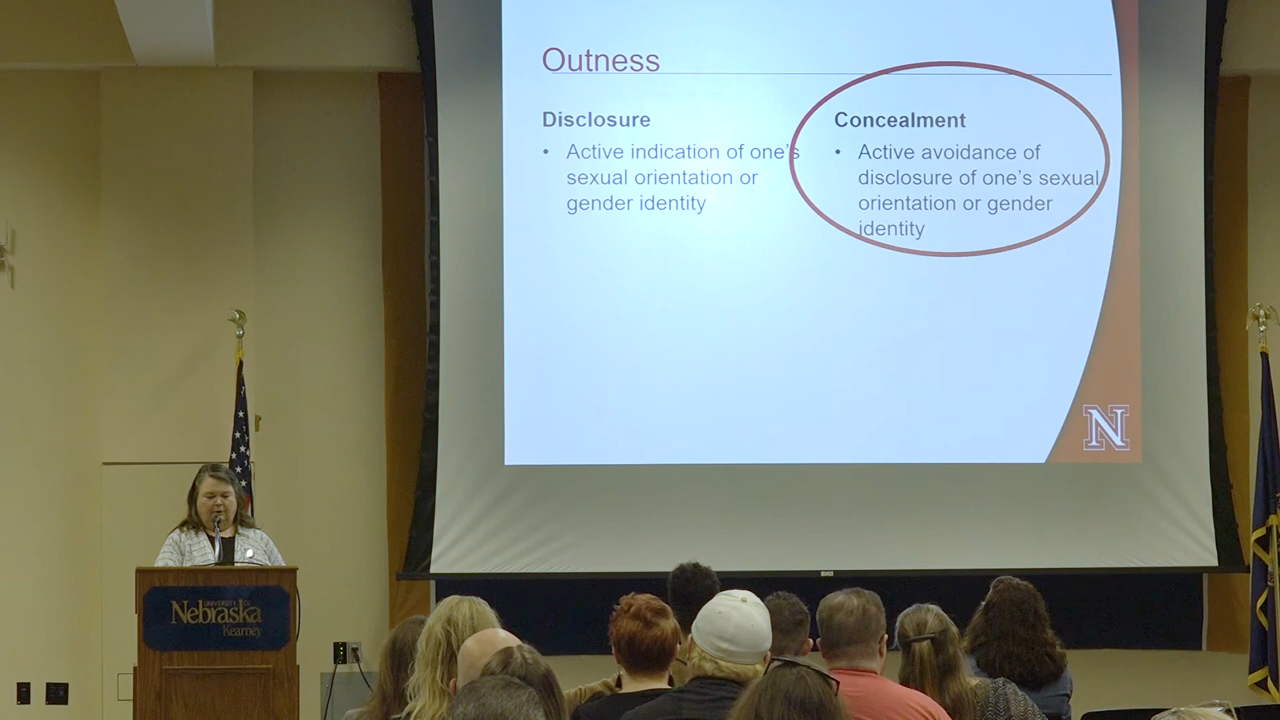 Outness
Disclosure
• Active indication of one's
sexual orientation or
gender identity
Concealment
• Active avoidance of
disclosure of one's sexual
orientation or gender
identity
N
UNIVERSITY OF
Nebraska
Kearney